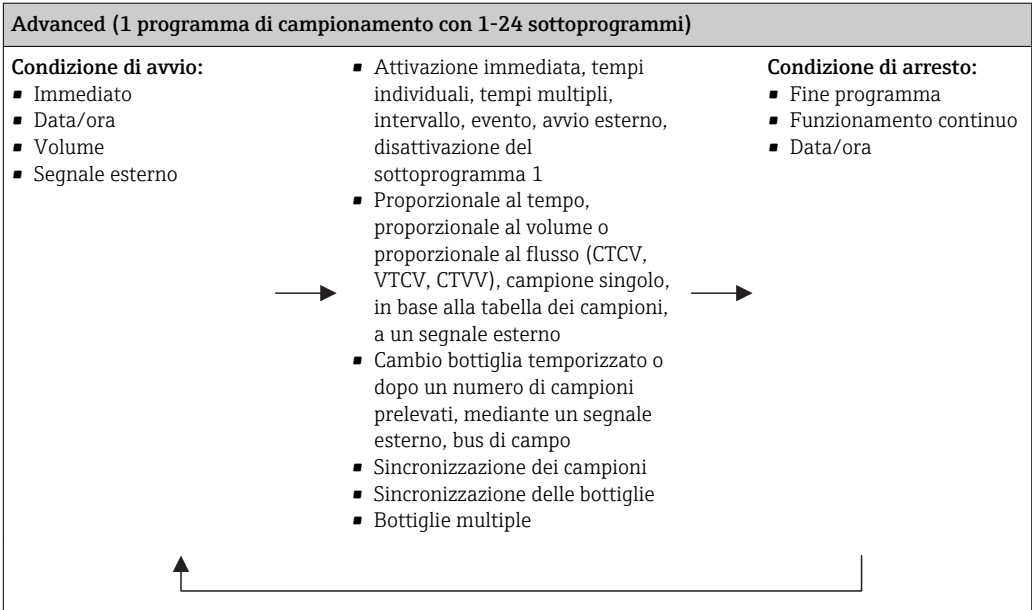 Advanced (1 programma di campionamento con 1-24 sottoprogrammi)
Condizione di avvio:
▪ Immediato
▪ Data/ora
▪ Volume
▪ Segnale esterno
▪ Attivazione immediata, tempi
individuali, tempi multipli,
intervallo, evento, avvio esterno,
disattivazione del
sottoprogramma 1
▪ Proporzionale al tempo,
proporzionale al volume o
proporzionale al flusso (CTCV,
VTCV, CTVV), campione singolo,
in base alla tabella dei campioni,
a un segnale esterno
▪ Cambio bottiglia temporizzato o
dopo un numero di campioni
prelevati, mediante un segnale
esterno, bus di campo
▪ Sincronizzazione dei campioni
▪ Sincronizzazione delle bottiglie
▪ Bottiglie multiple
Condizione di arresto:
▪ Fine programma
▪ Funzionamento continuo
▪ Data/ora